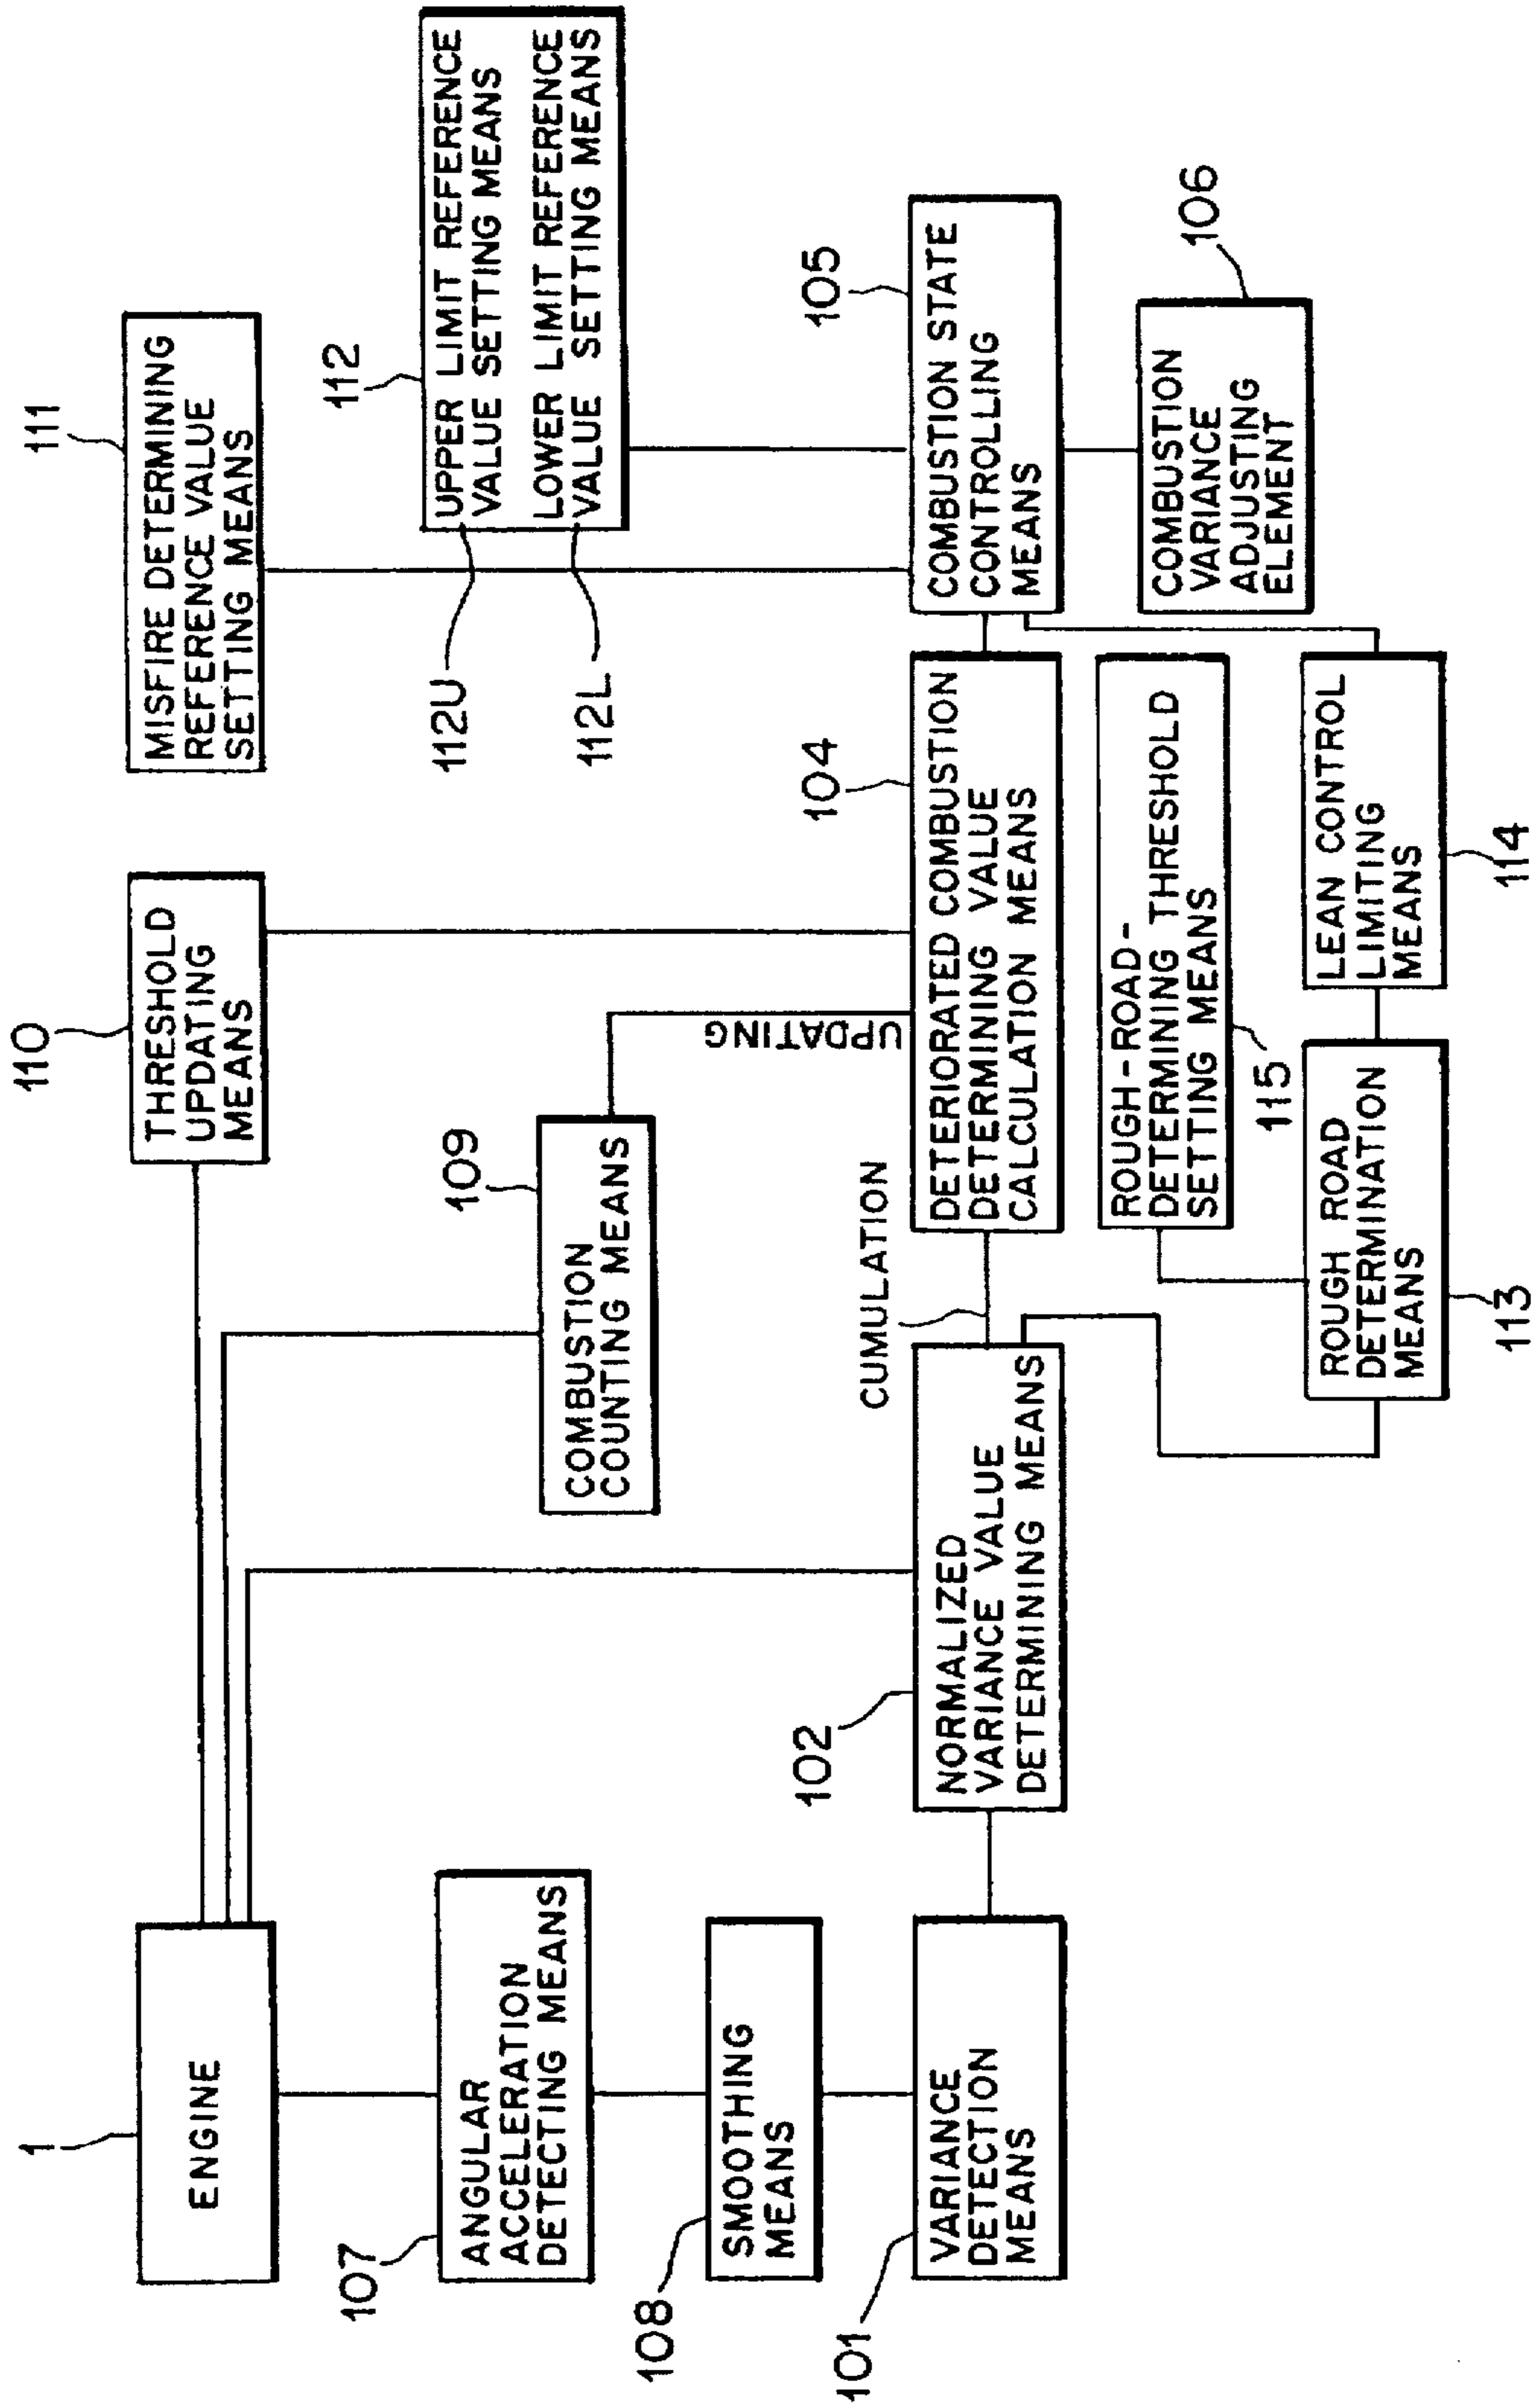 1
ENGINE
110
THRESHOLD
UPDATING
MEANS
111
MISFIRE DETERMINING
REFERENCE VALUE
SETTING MEANS
107
ANGULAR
ACCELERATION
DETECTING MEANS
109
COMBUSTION
COUNTING MEANS
112
UPPER LIMIT REFERENCE
VALUE SETTING MEANS
LOWER LIMIT REFERENCE
VALUE SETTING MEANS
112U
112L
108
SMOOTHING
MEANS
UPDATING
101
VARIANCE
DETECTION
MEANS
102
NORMALIZED
VARIANCE VALUE
DETERMINING MEANS
CUMULATION
104
DETERIORATED COMBUSTION
DETERMINING VALUE
CALCULATION MEANS
105
COMBUSTION STATE
CONTROLLING
MEANS
ROUGH-ROAD-
DETERMINING THRESHOLD
SETTING MEANS
115
COMBUSTION
VARIANCE
ADJUSTING
ELEMENT
106
ROUGH ROAD
DETERMINATION
MEANS
113
LEAN CONTROL
LIMITING
MEANS
114